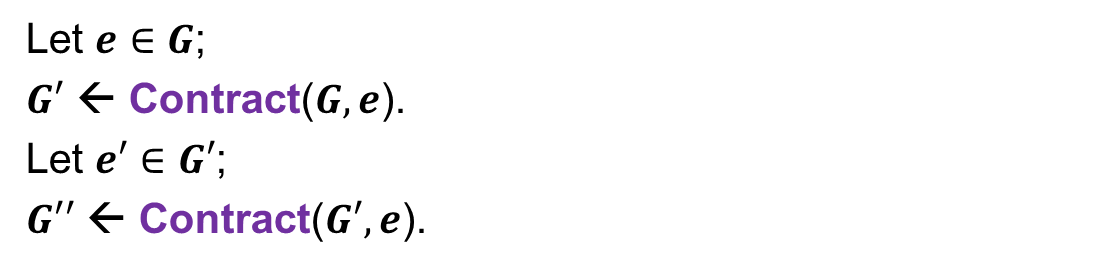 Let e ∈ G;
G′ ← Contract(G, e).
Let e′ ∈ G′;
G′′ ← Contract(G′, e).